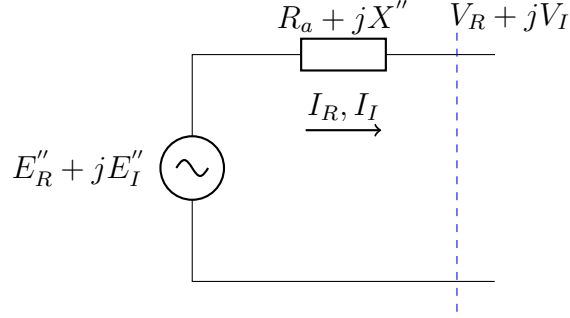 R_a + jX''
V_R + jV_I
I_R, I_I
E''_R + jE''_I